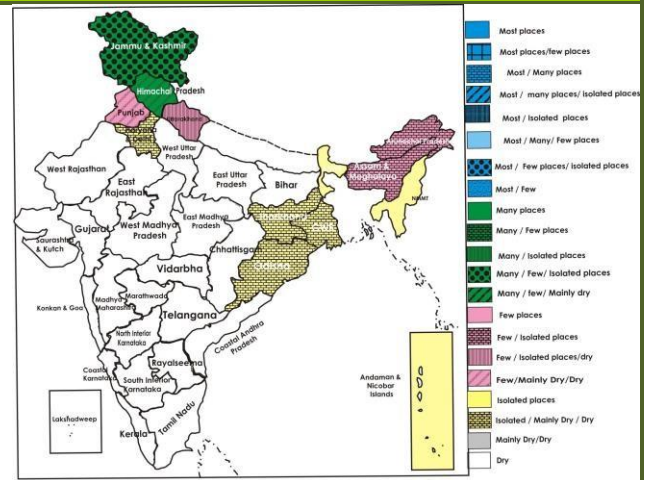 Jammu & Kashmir
Himachal Pradesh
Punjab
Uttarakhand
West Uttar
Pradesh
West Rajasthan
East
Rajasthan
East Uttar
Pradesh
Bihar
Arunachal Pradesh
Assam &
Meghalaya
NMMT
Jharkhand
GWB
Gujarat
Saurashtra
& Kutch
West Madhya
Pradesh
East Madhya
Pradesh
Chhattisgarh
Odisha
Vidarbha
Konkan & Goa
Madhya
Maharashtra
Marathwada
Telangana
North Interior
Karnataka
Coastal Andhra
Pradesh
Rayalseema
Coastal
Karnataka
South Interior
Karnataka
Tamil Nadu
Kerala
Lakshadweep
Andaman &
Nicobar
Islands
Most places
Most places/few places
Most / Many places
Most / many places/isolated places
Most / Isolated places
Most / Many/ Few places
Most / Few places/ isolated places
Most / Few
Many places
Many / Few places
Many / Isolated places
Many / Few/ Isolated places
Many / few/ Mainly dry
Few places
Few / Isolated places
Few / Isolated places/dry
Few/Mainly Dry/Dry
Isolated places
Isolated / Mainly Dry / Dry
Mainly Dry/Dry
Dry